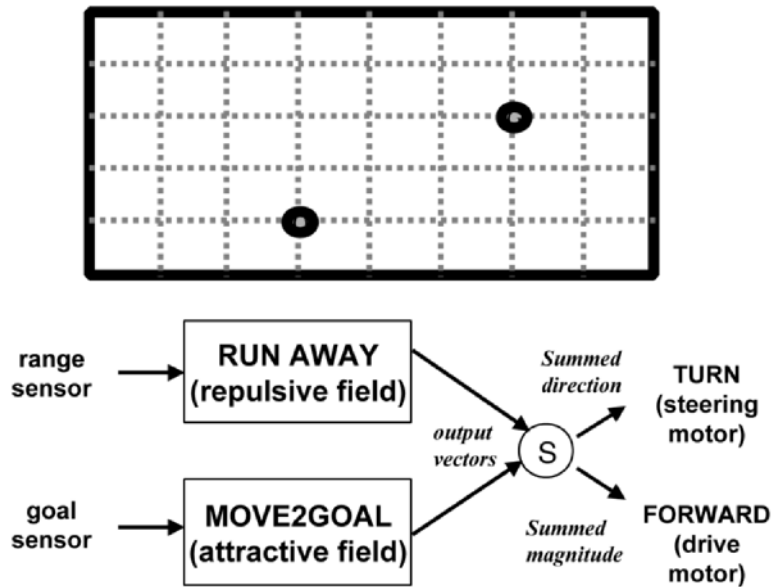 range
sensor
RUN AWAY
(repulsive field)
Summed
direction
TURN
(steering
motor)
output
vectors
S
goal
sensor
MOVE2GOAL
(attractive field)
Summed
magnitude
FORWARD
(drive
motor)